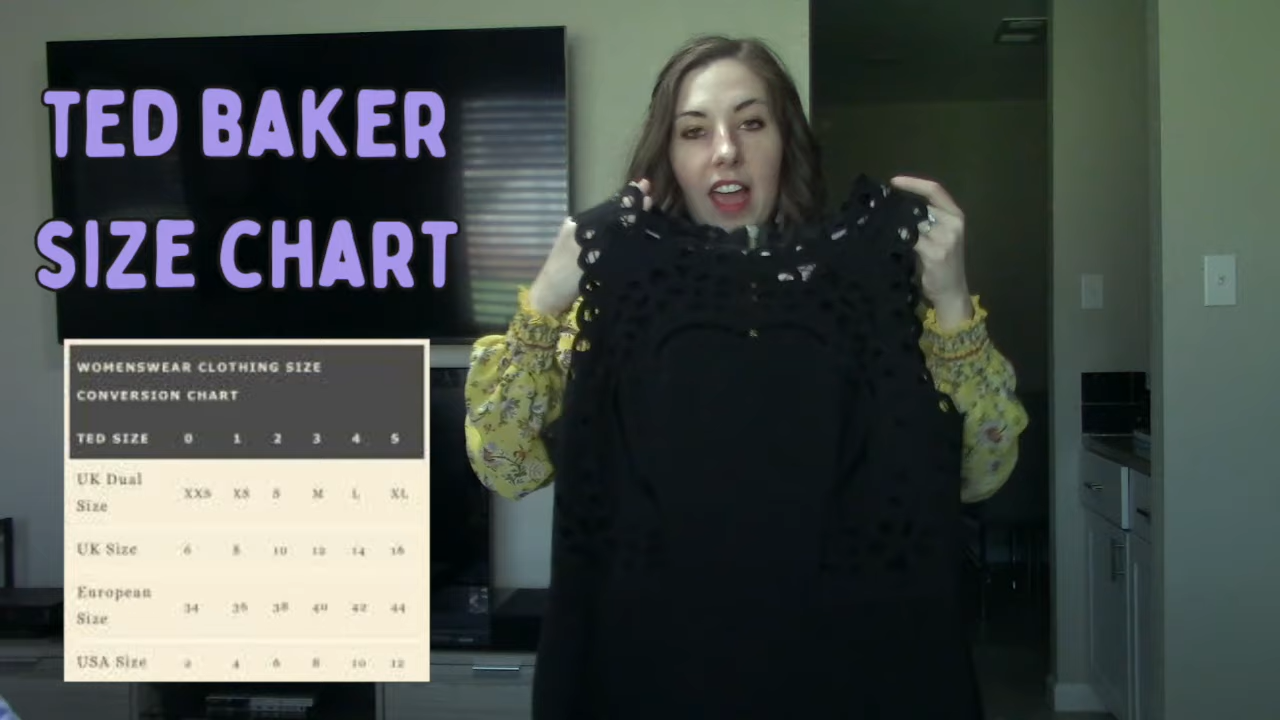 TED BAKER
SIZE CHART
WOMENSWEAR CLOTHING SIZE
CONVERSION CHART
TED SIZE 0 1 2 3 4 5
UK Dual
Size
XXS XS S M L XL
UK Size 6 8 10 12 14 16
European
Size
34 36 38 40 42 44
USA Size 2 4 6 8 10 12